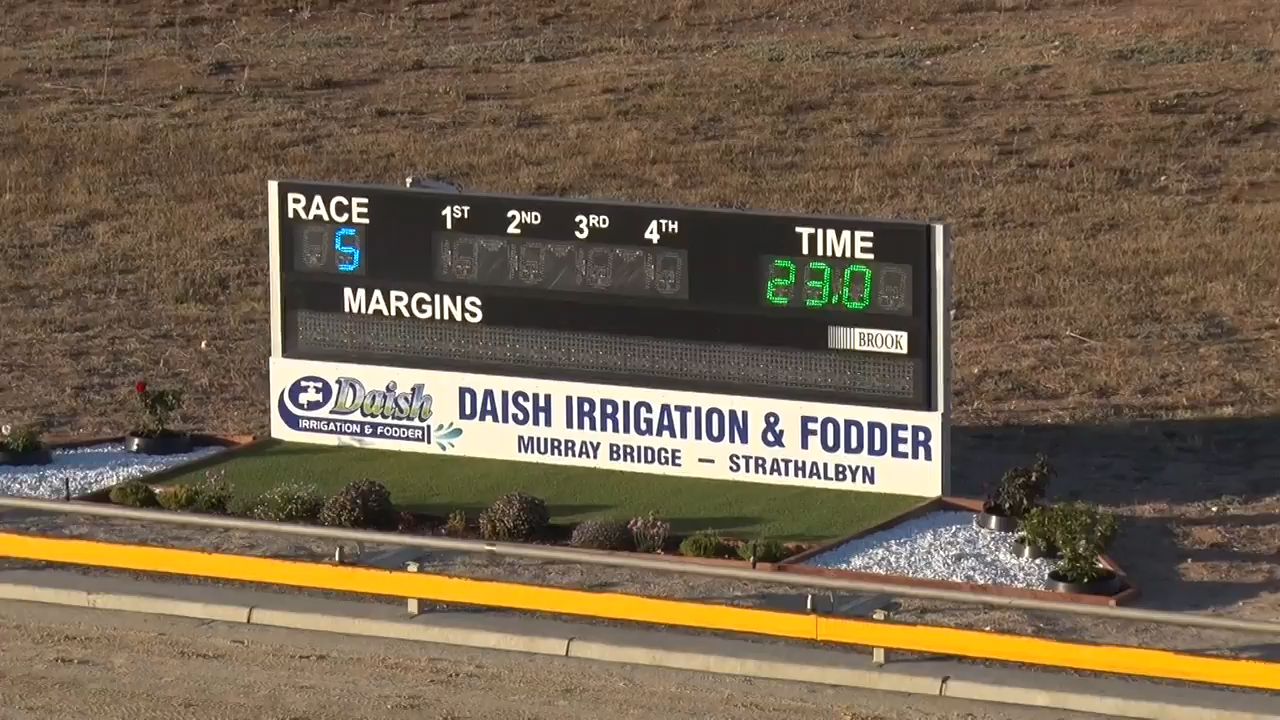 RACE 1ST 2ND 3RD 4TH TIME
5 23.0
MARGINS
BROOK
Daish
IRRIGATION & FODDER
DAISH IRRIGATION & FODDER
MURRAY BRIDGE – STRATHALBYN